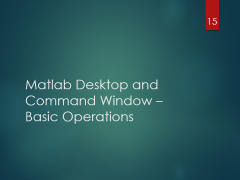 15
Matlab Desktop and
Command Window –
Basic Operations